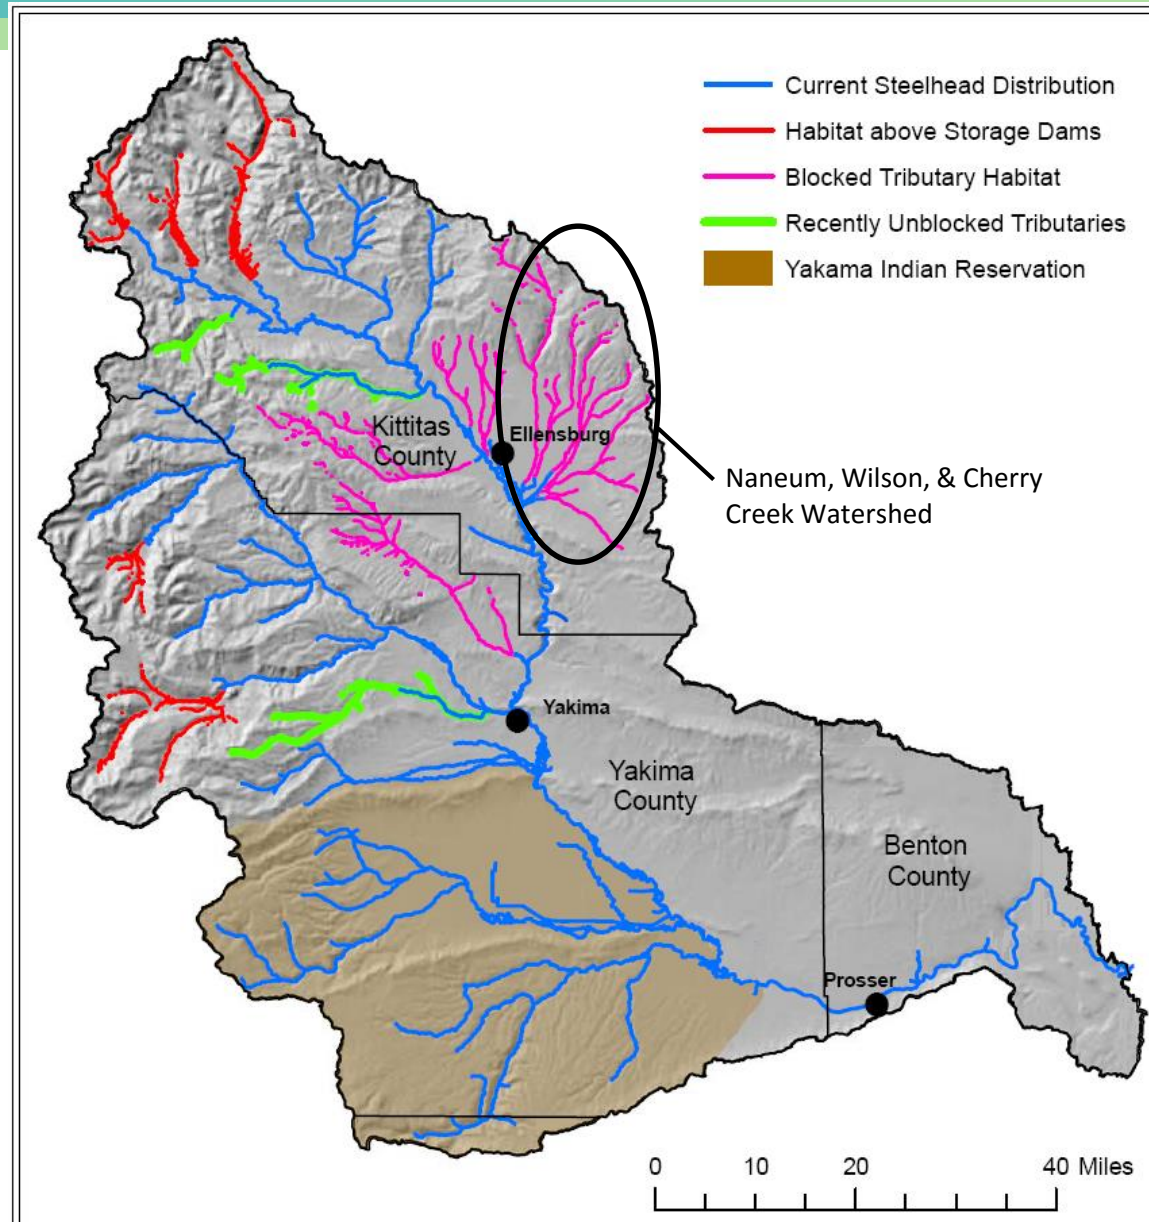 Current Steelhead Distribution
Habitat above Storage Dams
Blocked Tributary Habitat
Recently Unblocked Tributaries
Yakama Indian Reservation
Kittitas
County
Ellensburg
Naneum, Wilson, & Cherry
Creek Watershed
Yakima
Yakima
County
Benton
County
Prosser
0 10 20 40 Miles